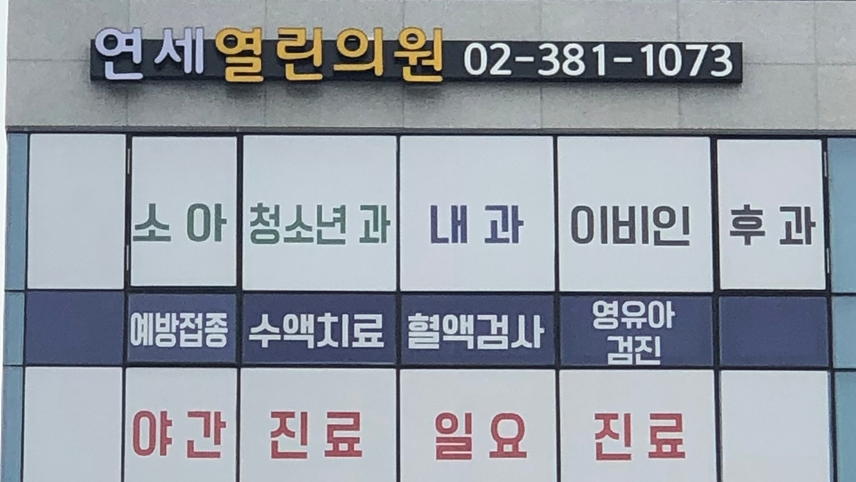 연세열린의원 02-381-1073
소아 청소년과 내과 이비인후과
예방접종 수액치료 혈액검사 영유아
검진
야간 진료 일요 진료